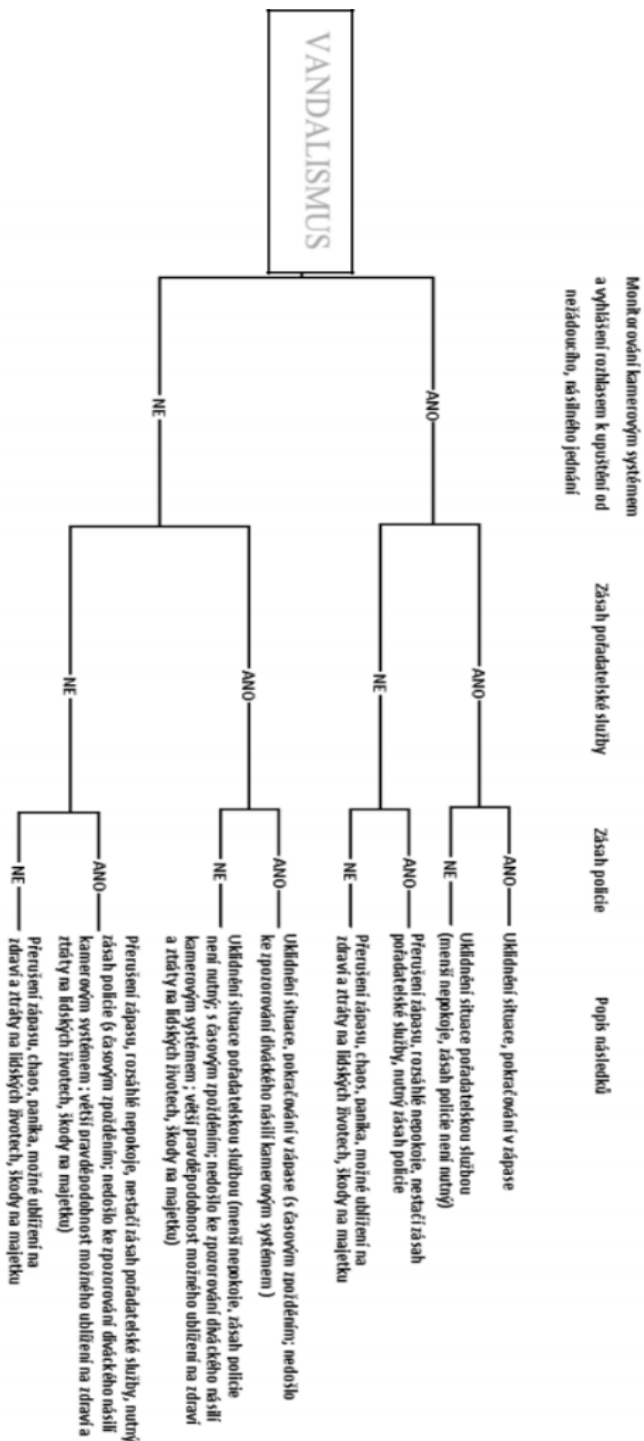 VANDALISMUS
Monitorování kamerovým systémem
a vyhlášení rozhlasem k upuštění od
nežádoucího, násilného jednání
Zásah pořadatelské služby
Zásah policie
Popis následků
ANO
NE
ANO
NE
ANO
NE
ANO
Uklidnění situace, pokračování v zápase
NE
Uklidnění situace pořadatelskou službou
(menší nepokoje, zásah policie není nutný)
ANO
Přerušení zápasu, rozsáhlé nepokoje, nestačí zásah
pořadatelské služby, nutný zásah policie
NE
Přerušení zápasu, chaos, panika, možné ublížení na
zdraví a ztráty na lidských životech, škody na majetku
ANO
Uklidnění situace, pokračování v zápase (s časovým zpožděním; nedošlo
ke zpozorování diváckého násilí kamerovým systémem )
NE
Uklidnění situace pořadatelskou službou (menší nepokoje, zásah policie
není nutný; s časovým zpožděním; nedošlo ke zpozorování diváckého násilí
kamerovým systémem ; větší pravděpodobnost možného ublížení na zdraví
a ztráty na lidských životech, škody na majetku)
ANO
Přerušení zápasu, rozsáhlé nepokoje, nestačí zásah pořadatelské služby, nutný
zásah policie (s časovým zpožděním; nedošlo ke zpozorování diváckého násilí
kamerovým systémem ; větší pravděpodobnost možného ublížení na zdraví a
ztráty na lidských životech, škody na majetku)
NE
Přerušení zápasu, chaos, panika, možné ublížení na
zdraví a ztráty na lidských životech, škody na majetku